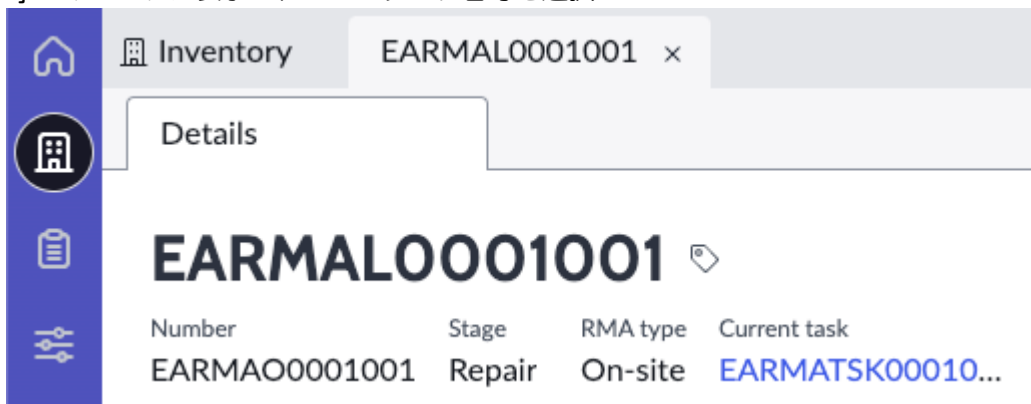 Inventory
EARMAL0001001 ×
Details
EARMAL0001001
Number Stage RMA type Current task
EARMAO0001001 Repair On-site EARMATSK00010...